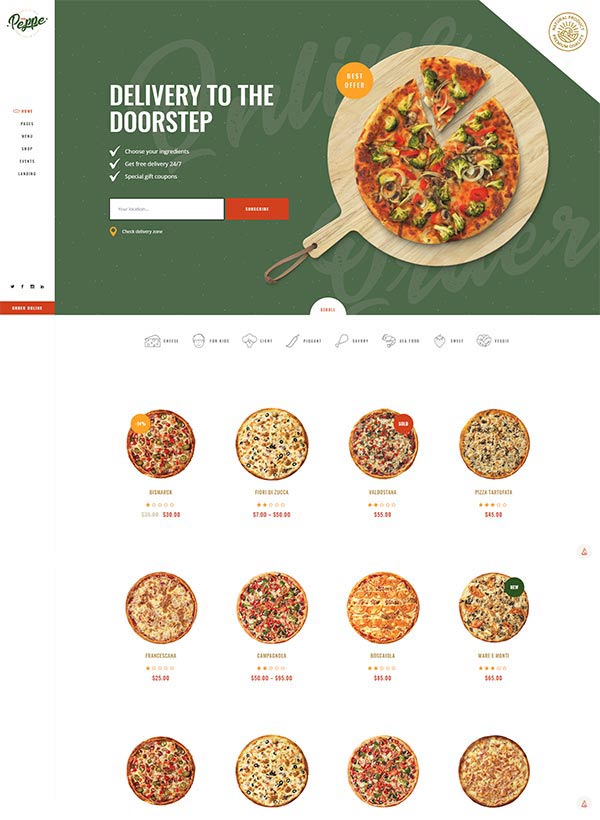 Peppe
HOME
PAGES
MENU
SHOP
EVENTS
LANDING
ORDER ONLINE
Online
Order
NATURAL PRODUCT
PREMIUM QUALITY
BEST
OFFER
DELIVERY TO THE
DOORSTEP
Choose your ingredients
Get free delivery 24/7
Special gift coupons
Your location...
SUBSCRIBE
Check delivery zone
SCROLL
CHEESE
FOR KIDS
LIGHT
PIQUANT
SAVORY
SEA FOOD
SWEET
VEGGIE
SOLD
BISMARCK
FIORI DI ZUCCA
VALDOSTANA
PIZZA TARTUFATA
$30.00
$7.00 – $50.00
$55.00
$45.00
NEW
FRANCESCANA
CAMPAGNOLA
BOSCAIOLA
MARE E MONTI
$25.00
$50.00 – $95.00
$85.00
$65.00